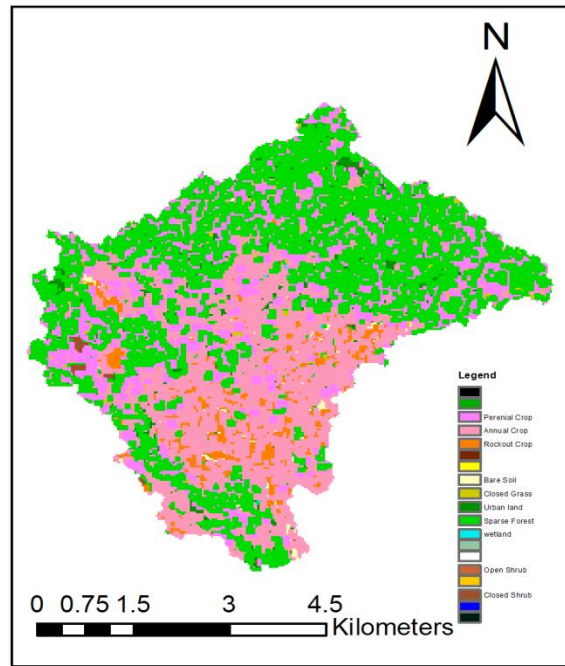 N
Legend
Perenial Crop
Annual Crop
Rockout Crop
Bare Soil
Closed Grass
Urban land
Sparse Forest
wetland
Open Shrub
Closed Shrub
0 0.75 1.5 3 4.5
Kilometers